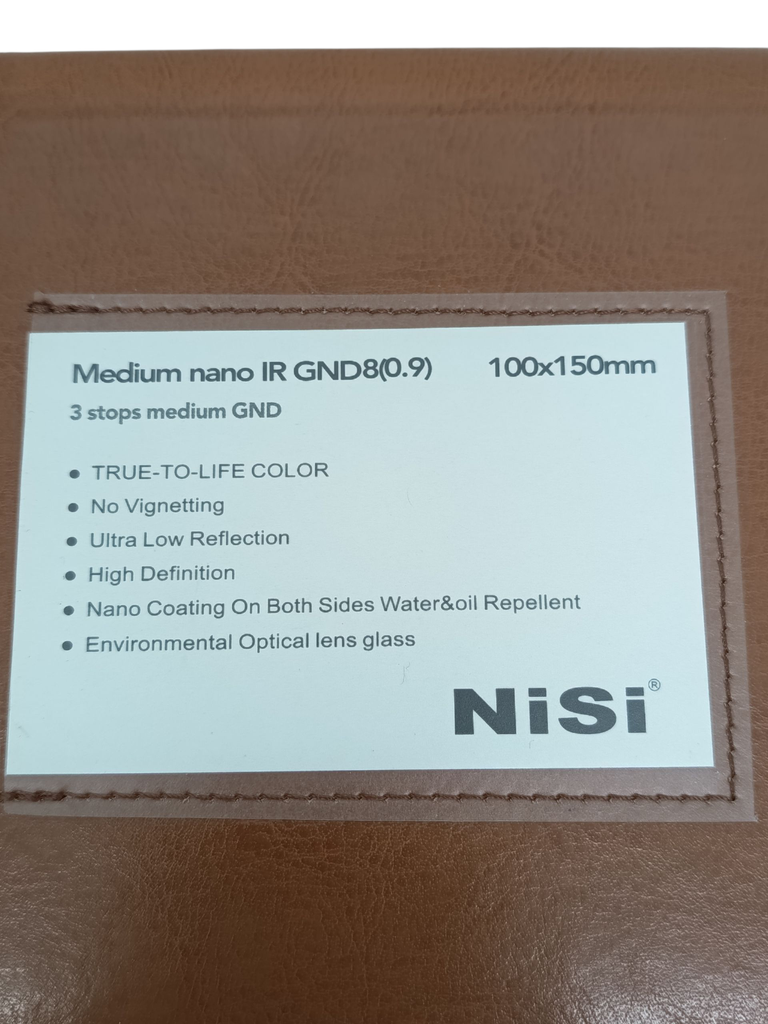 Medium nano IR GND8(0.9) 100x150mm
3 stops medium GND
● TRUE-TO-LIFE COLOR
● No Vignetting
● Ultra Low Reflection
● High Definition
● Nano Coating On Both Sides Water&oil Repellent
● Environmental Optical lens glass
NiSi®